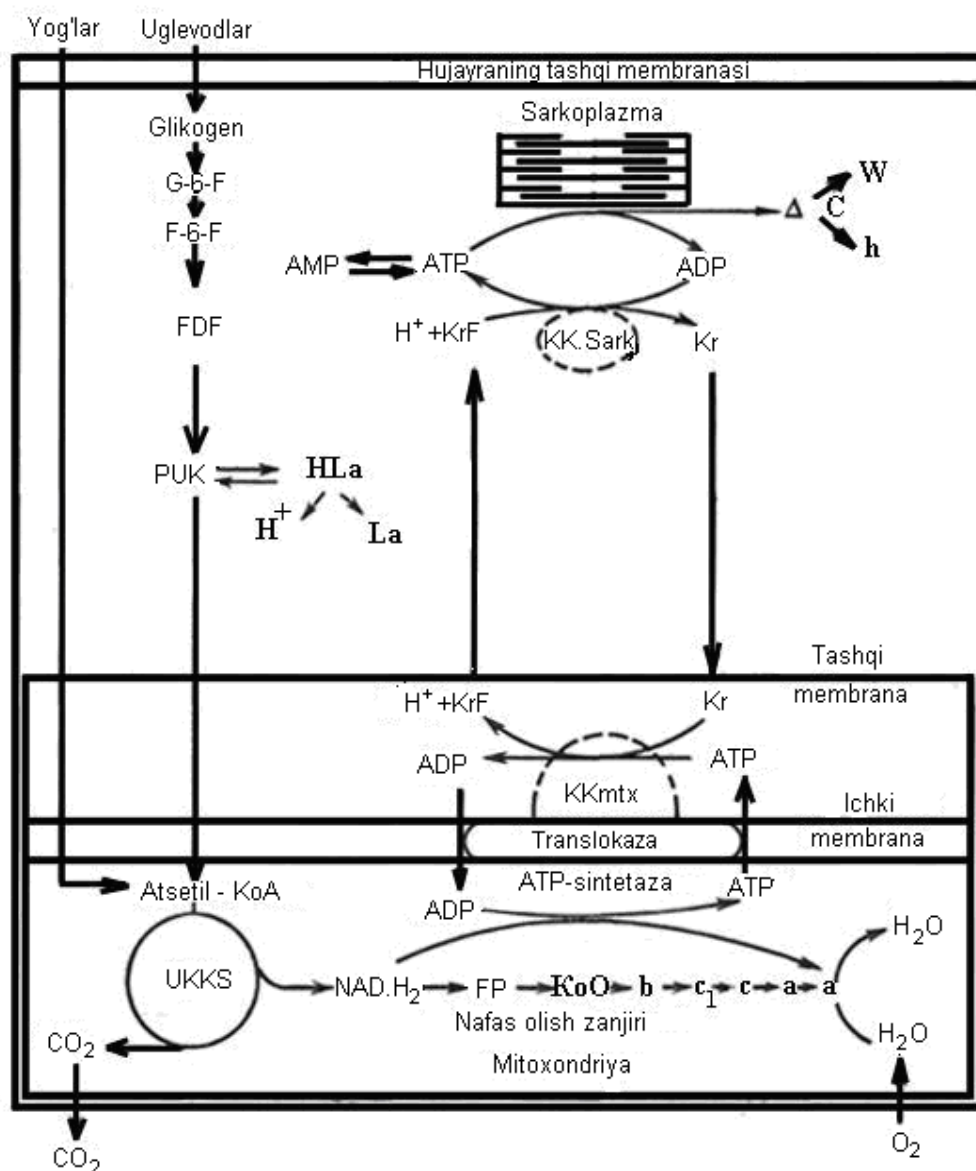 Yog'lar Uglevodlar
Hujayraning tashqi membranasi
Sarkoplazma
Glikogen
G-6-F
F-6-F
FDF
PUK
HLa
H+
La
W
Δ C
h
AMP ATP ADP
H+ +KrF KK.Sark Kr
Tashqi
membrana
H+ +KrF Kr
ADP ATP
KKmtx
Ichki
membrana
Translokaza
ATP-sintetaza
Atsetil - KoA
ADP ATP
H2O
UKKS
NAD.H2 FP KoO b c1 c a a
Nafas olish zanjiri
CO2 H2O
Mitoxondriya
CO2 O2